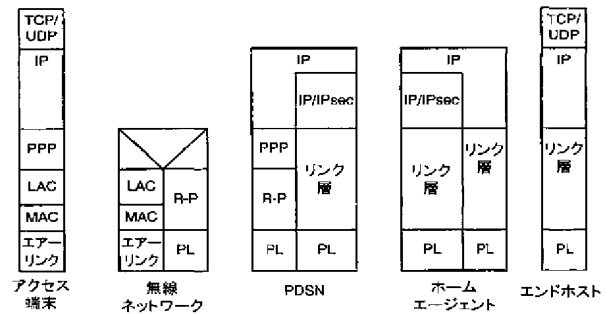 TCP/
UDP
IP
PPP
LAC
MAC
エアー
リンク
アクセス
端末
LAC
MAC
エアー
リンク
R-P
PL
無線
ネットワーク
IP
IP/IPsec
PPP
R-P
リンク
層
PL
PL
PDSN
IP
IP/IPsec
リンク
層
リンク
層
PL
PL
ホーム
エージェント
TCP/
UDP
IP
リンク
層
PL
エンドホスト